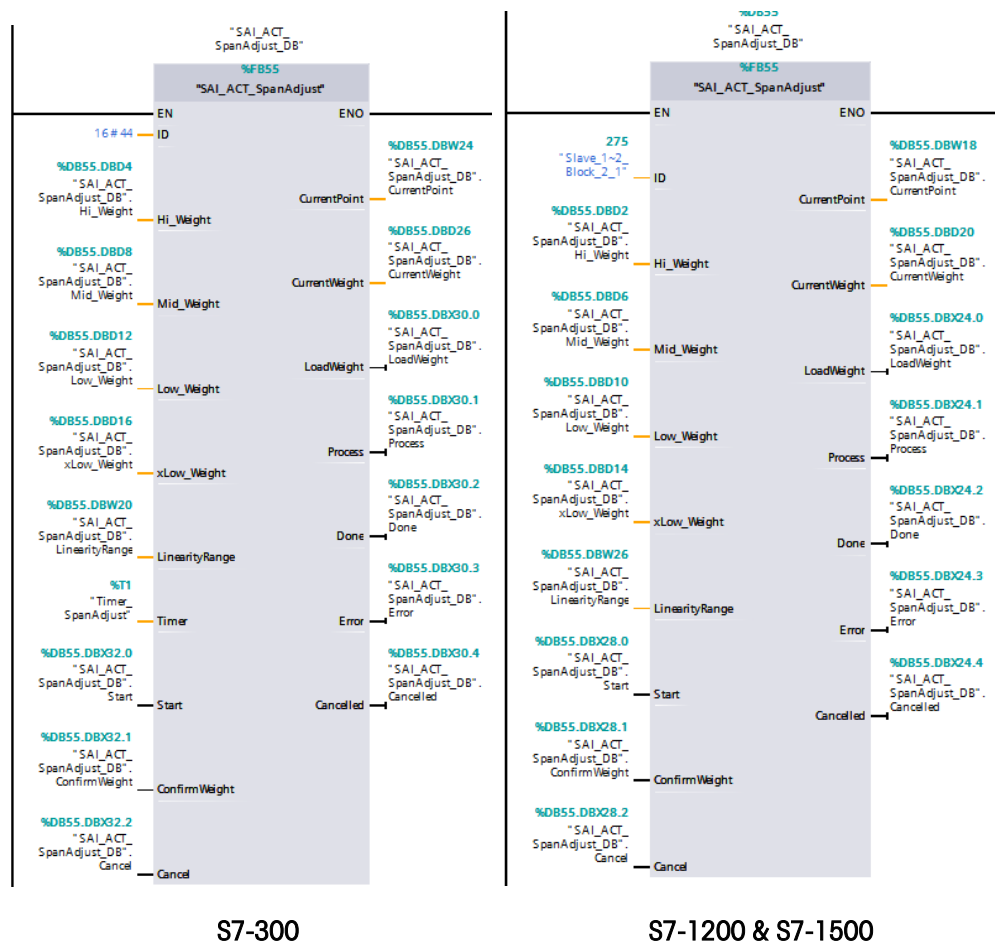 "SAI_ACT_
SpanAdjust_DB"
%FB55
"SAI_ACT_SpanAdjust"
EN
ENO
16#44
ID
%DB55.DBD4
"SAI_ACT_
SpanAdjust_DB".
Hi_Weight
Hi_Weight
%DB55.DBD8
"SAI_ACT_
SpanAdjust_DB".
Mid_Weight
Mid_Weight
%DB55.DBD12
"SAI_ACT_
SpanAdjust_DB".
Low_Weight
Low_Weight
%DB55.DBD16
"SAI_ACT_
SpanAdjust_DB".
xLow_Weight
xLow_Weight
%DB55.DBW20
"SAI_ACT_
SpanAdjust_DB".
LinearityRange
LinearityRange
%T1
"Timer_
SpanAdjust"
Timer
%DB55.DBX32.0
"SAI_ACT_
SpanAdjust_DB".
Start
Start
%DB55.DBX32.1
"SAI_ACT_
SpanAdjust_DB".
ConfirmWeight
ConfirmWeight
%DB55.DBX32.2
"SAI_ACT_
SpanAdjust_DB".
Cancel
Cancel
%DB55.DBW24
"SAI_ACT_
SpanAdjust_DB".
CurrentPoint
CurrentPoint
%DB55.DBD26
"SAI_ACT_
SpanAdjust_DB".
CurrentWeight
CurrentWeight
%DB55.DBX30.0
"SAI_ACT_
SpanAdjust_DB".
LoadWeight
LoadWeight
%DB55.DBX30.1
"SAI_ACT_
SpanAdjust_DB".
Process
Process
%DB55.DBX30.2
"SAI_ACT_
SpanAdjust_DB".
Done
Done
%DB55.DBX30.3
"SAI_ACT_
SpanAdjust_DB".
Error
Error
%DB55.DBX30.4
"SAI_ACT_
SpanAdjust_DB".
Cancelled
Cancelled
S7-300
%DB55
"SAI_ACT_
SpanAdjust_DB"
%FB55
"SAI_ACT_SpanAdjust"
EN
ENO
275
"Slave_1~2_
Block_2_1"
ID
%DB55.DBD2
"SAI_ACT_
SpanAdjust_DB".
Hi_Weight
Hi_Weight
%DB55.DBD6
"SAI_ACT_
SpanAdjust_DB".
Mid_Weight
Mid_Weight
%DB55.DBD10
"SAI_ACT_
SpanAdjust_DB".
Low_Weight
Low_Weight
%DB55.DBD14
"SAI_ACT_
SpanAdjust_DB".
xLow_Weight
xLow_Weight
%DB55.DBW26
"SAI_ACT_
SpanAdjust_DB".
LinearityRange
LinearityRange
%DB55.DBX28.0
"SAI_ACT_
SpanAdjust_DB".
Start
Start
%DB55.DBX28.1
"SAI_ACT_
SpanAdjust_DB".
ConfirmWeight
ConfirmWeight
%DB55.DBX28.2
"SAI_ACT_
SpanAdjust_DB".
Cancel
Cancel
%DB55.DBW18
"SAI_ACT_
SpanAdjust_DB".
CurrentPoint
CurrentPoint
%DB55.DBD20
"SAI_ACT_
SpanAdjust_DB".
CurrentWeight
CurrentWeight
%DB55.DBX24.0
"SAI_ACT_
SpanAdjust_DB".
LoadWeight
LoadWeight
%DB55.DBX24.1
"SAI_ACT_
SpanAdjust_DB".
Process
Process
%DB55.DBX24.2
"SAI_ACT_
SpanAdjust_DB".
Done
Done
%DB55.DBX24.3
"SAI_ACT_
SpanAdjust_DB".
Error
Error
%DB55.DBX24.4
"SAI_ACT_
SpanAdjust_DB".
Cancelled
Cancelled
S7-1200 & S7-1500